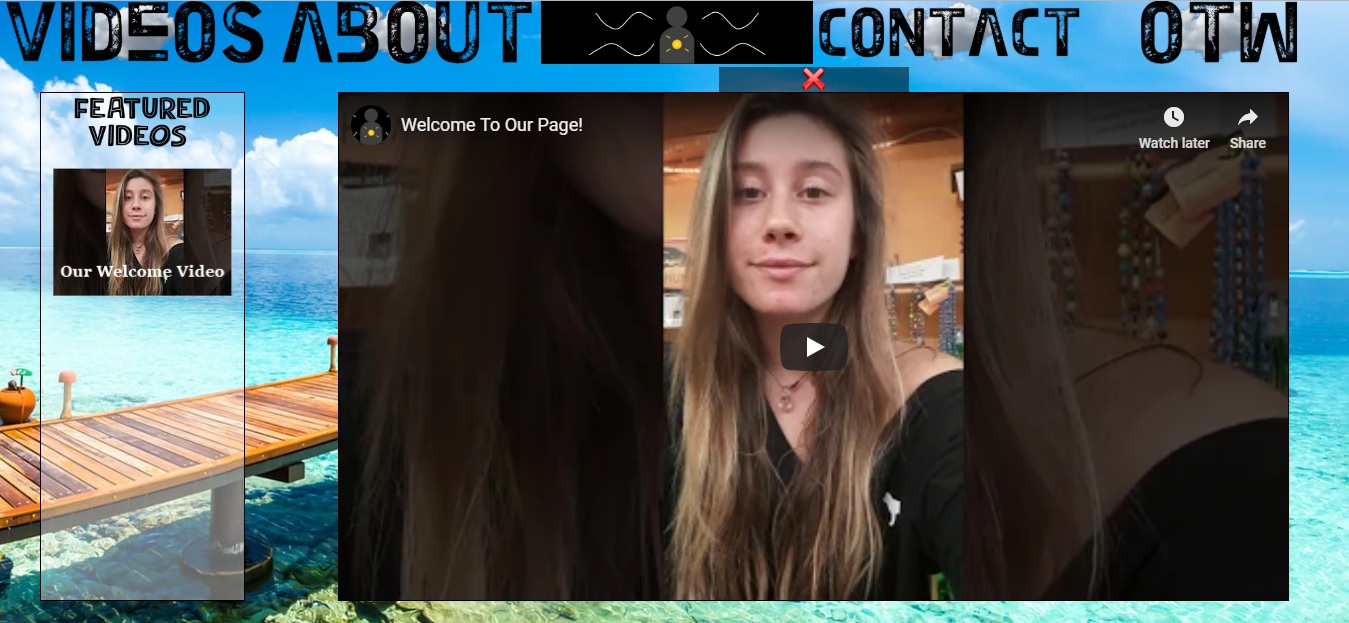 VIDEOS ABOUT CONTACT OTW
FEATURED
VIDEOS
Our Welcome Video
Welcome To Our Page!
Watch later
Share